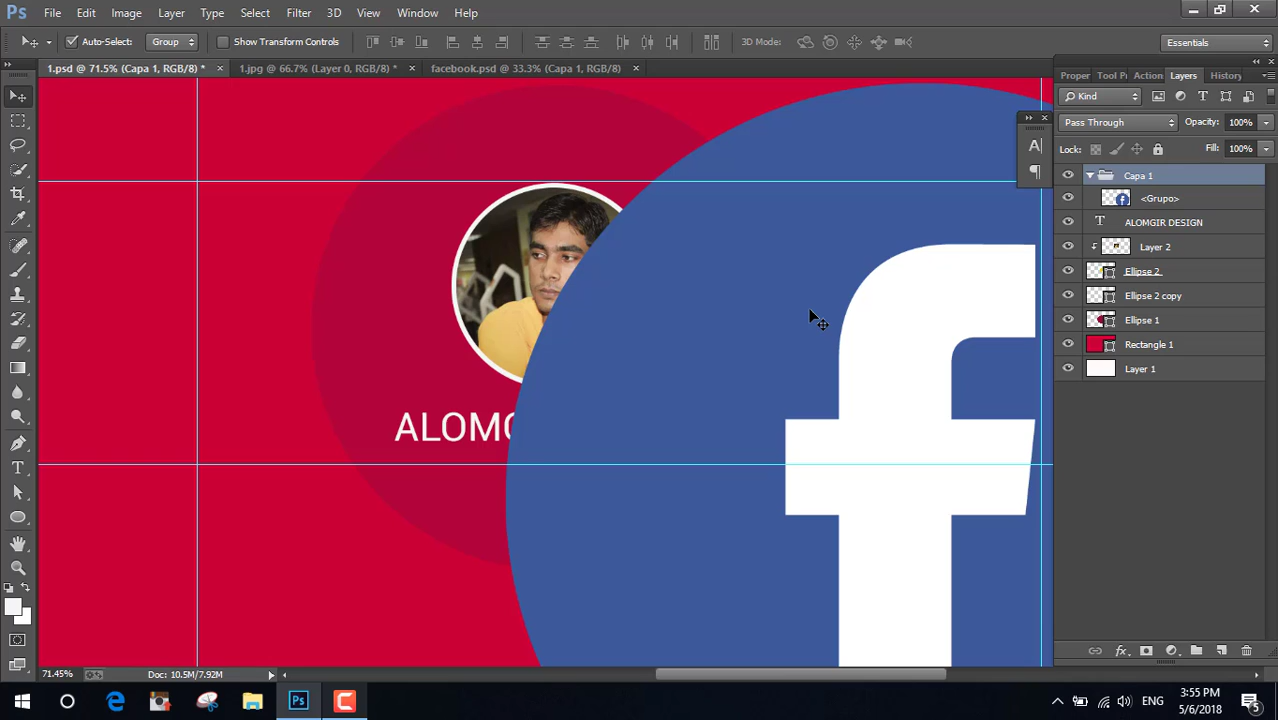 Ps File Edit Image Layer Type Select Filter 3D View Window Help
Auto-Select: Group Show Transform Controls 3D Mode: Essentials
1.psd @ 71.5% (Capa 1, RGB/8) * × 1.jpg @ 66.7% (Layer 0, RGB/8) * × facebook.psd @ 33.3% (Capa 1, RGB/8) ×
Proper Tool P Action Layers History
Kind
Pass Through Opacity: 100%
Lock: Fill: 100%
Capa 1
<Grupo>
T ALOMGIR DESIGN
Layer 2
Ellipse 2
Ellipse 2 copy
Ellipse 1
Rectangle 1
Layer 1
f
ALOMG
71.45% Doc: 10.5M/7.92M
fx
Ps ENG 3:55 PM
5/6/2018 5